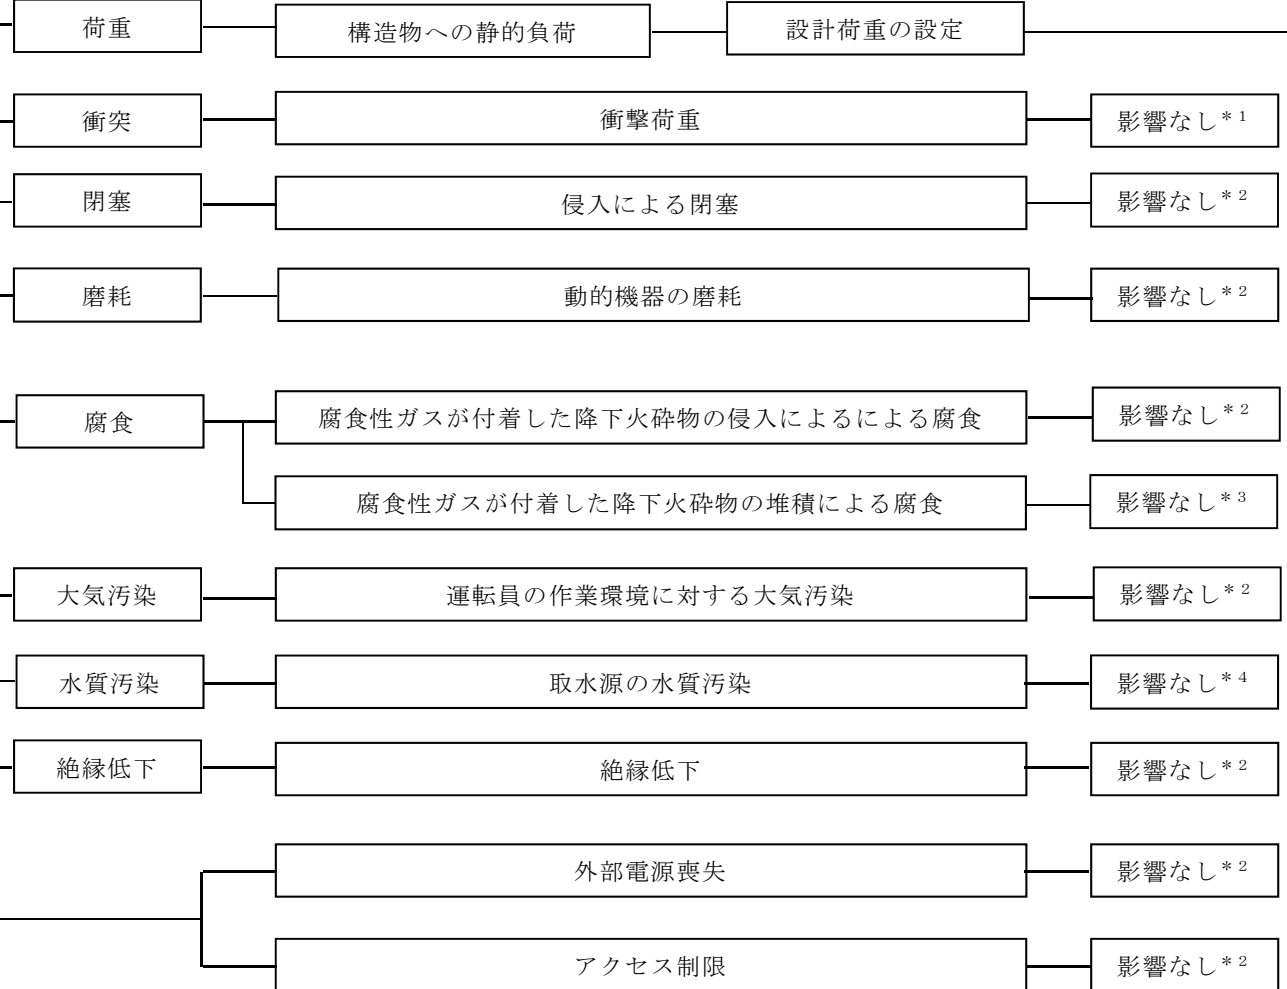 荷重 構造物への静的負荷 設計荷重の設定
衝突 衝撃荷重 影響なし*1
閉塞 侵入による閉塞 影響なし*2
磨耗 動的機器の磨耗 影響なし*2
腐食 腐食性ガスが付着した降下火砕物の侵入によるによる腐食 影響なし*2
腐食性ガスが付着した降下火砕物の堆積による腐食 影響なし*3
大気汚染 運転員の作業環境に対する大気汚染 影響なし*2
水質汚染 取水源の水質汚染 影響なし*4
絶縁低下 絶縁低下 影響なし*2
外部電源喪失 影響なし*2
アクセス制限 影響なし*2